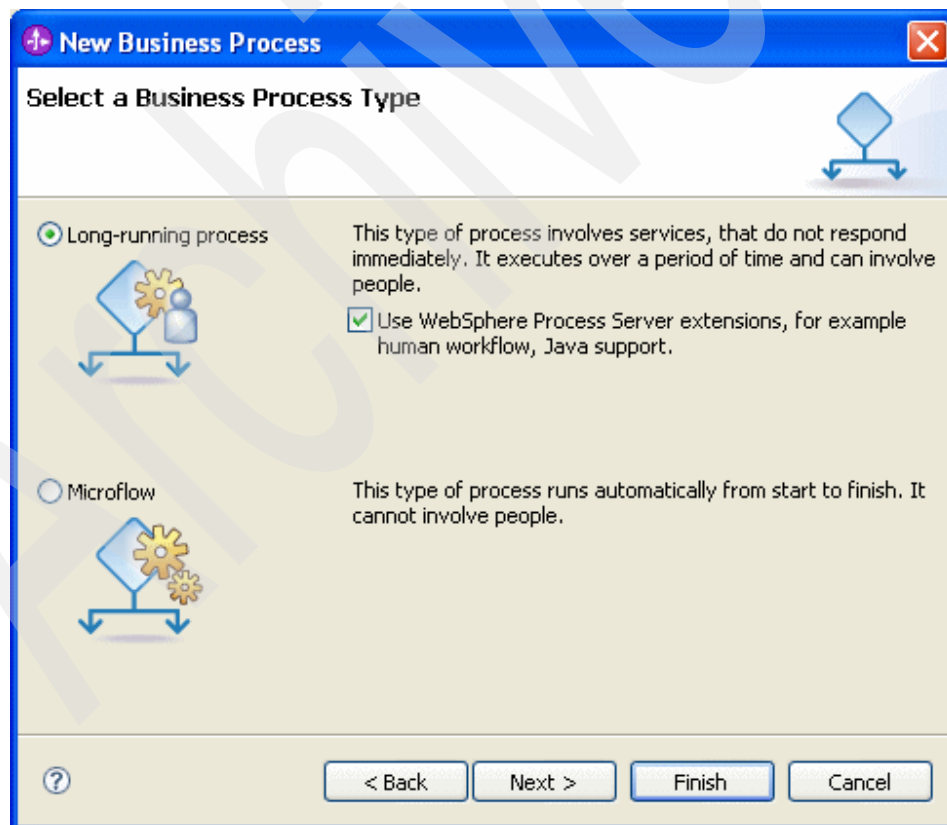 New Business Process
Select a Business Process Type
Long-running process
This type of process involves services, that do not respond
immediately. It executes over a period of time and can involve
people.
Use WebSphere Process Server extensions, for example
human workflow, Java support.
Microflow
This type of process runs automatically from start to finish. It
cannot involve people.
?
< Back
Next >
Finish
Cancel